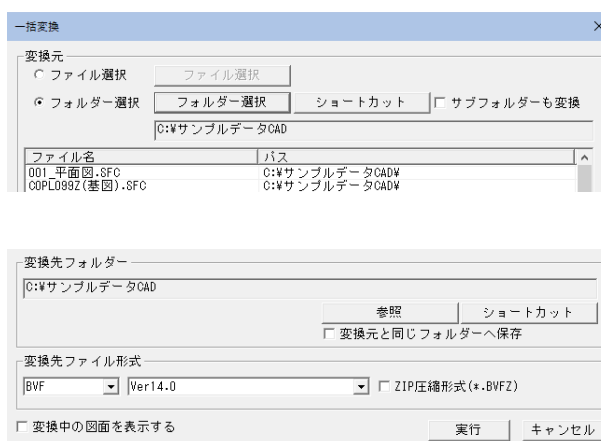 一括変換
変換元
ファイル選択 ファイル選択
フォルダー選択 フォルダー選択 ショートカット サブフォルダーも変換
C:¥サンプルデータCAD
ファイル名 パス
001_平面図.SFC C:¥サンプルデータCAD¥
COPL099Z(基図).SFC C:¥サンプルデータCAD¥
変換先フォルダー
C:¥サンプルデータCAD
参照 ショートカット
変換元と同じフォルダーへ保存
変換先ファイル形式
BVF Ver14.0 ZIP圧縮形式(*.BVFZ)
変換中の図面を表示する 実行 キャンセル